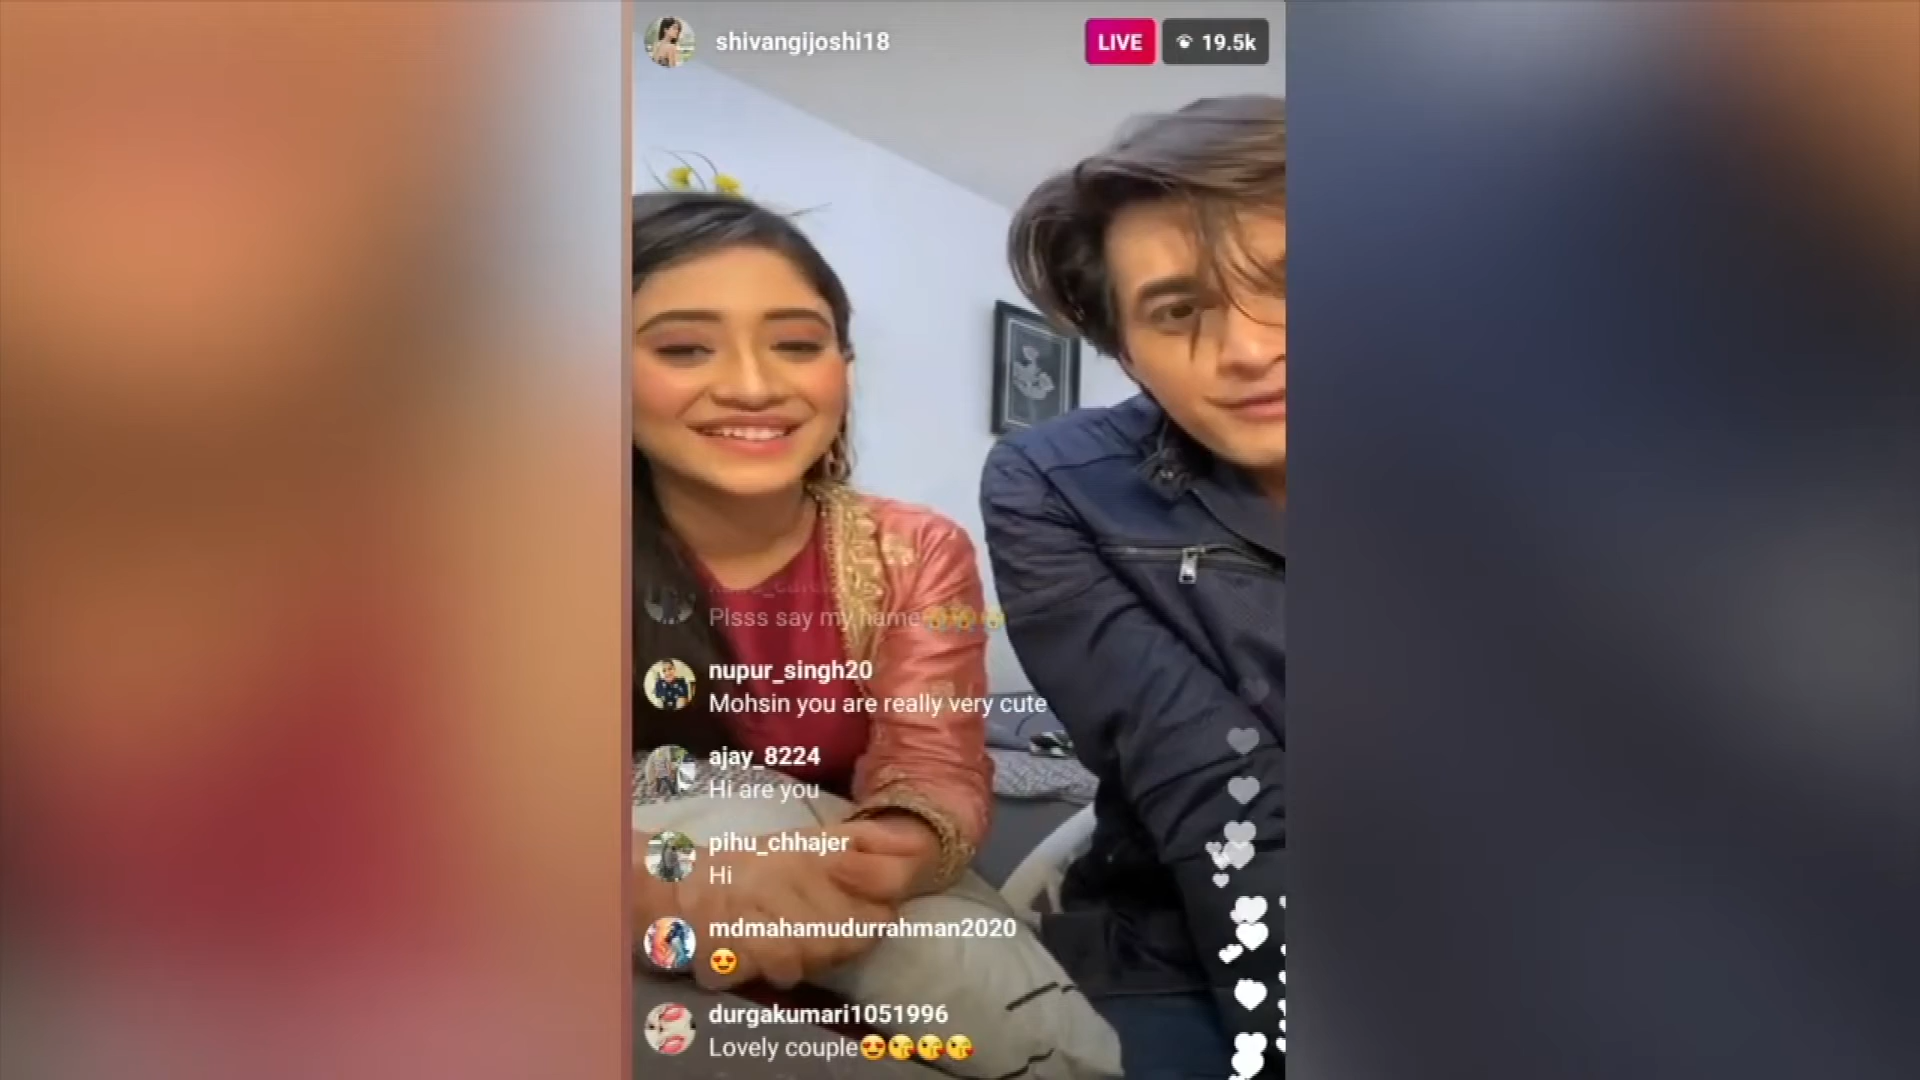 shivangijoshi18
LIVE
19.5k
Plsss say my name😭😭😭
nupur_singh20
Mohsin you are really very cute
ajay_8224
Hi are you
pihu_chhajer
Hi
mdmahamudurrahman2020
😍
durgakumari1051996
Lovely couple😍😘😘😘